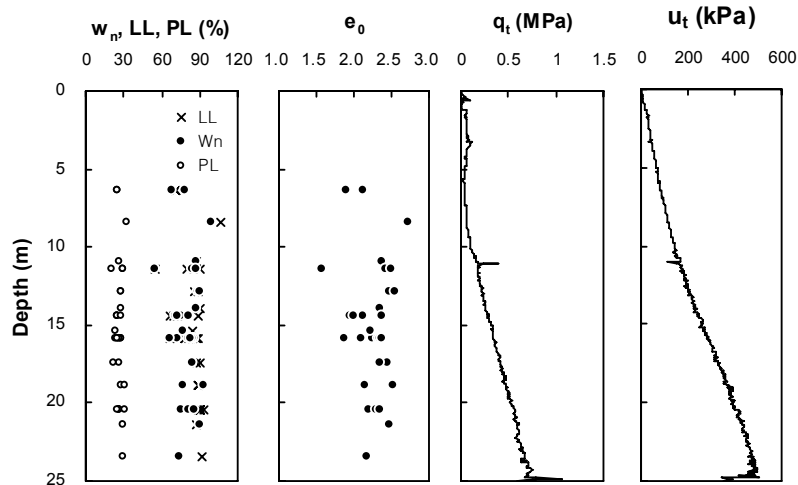 w_n, LL, PL (%)
e_0
q_t (MPa)
u_t (kPa)
0 30 60 90 120
1.0 1.5 2.0 2.5 3.0
0 0.5 1 1.5
0 200 400 600
0
5
10
15
20
25
Depth (m)
LL
Wn
PL